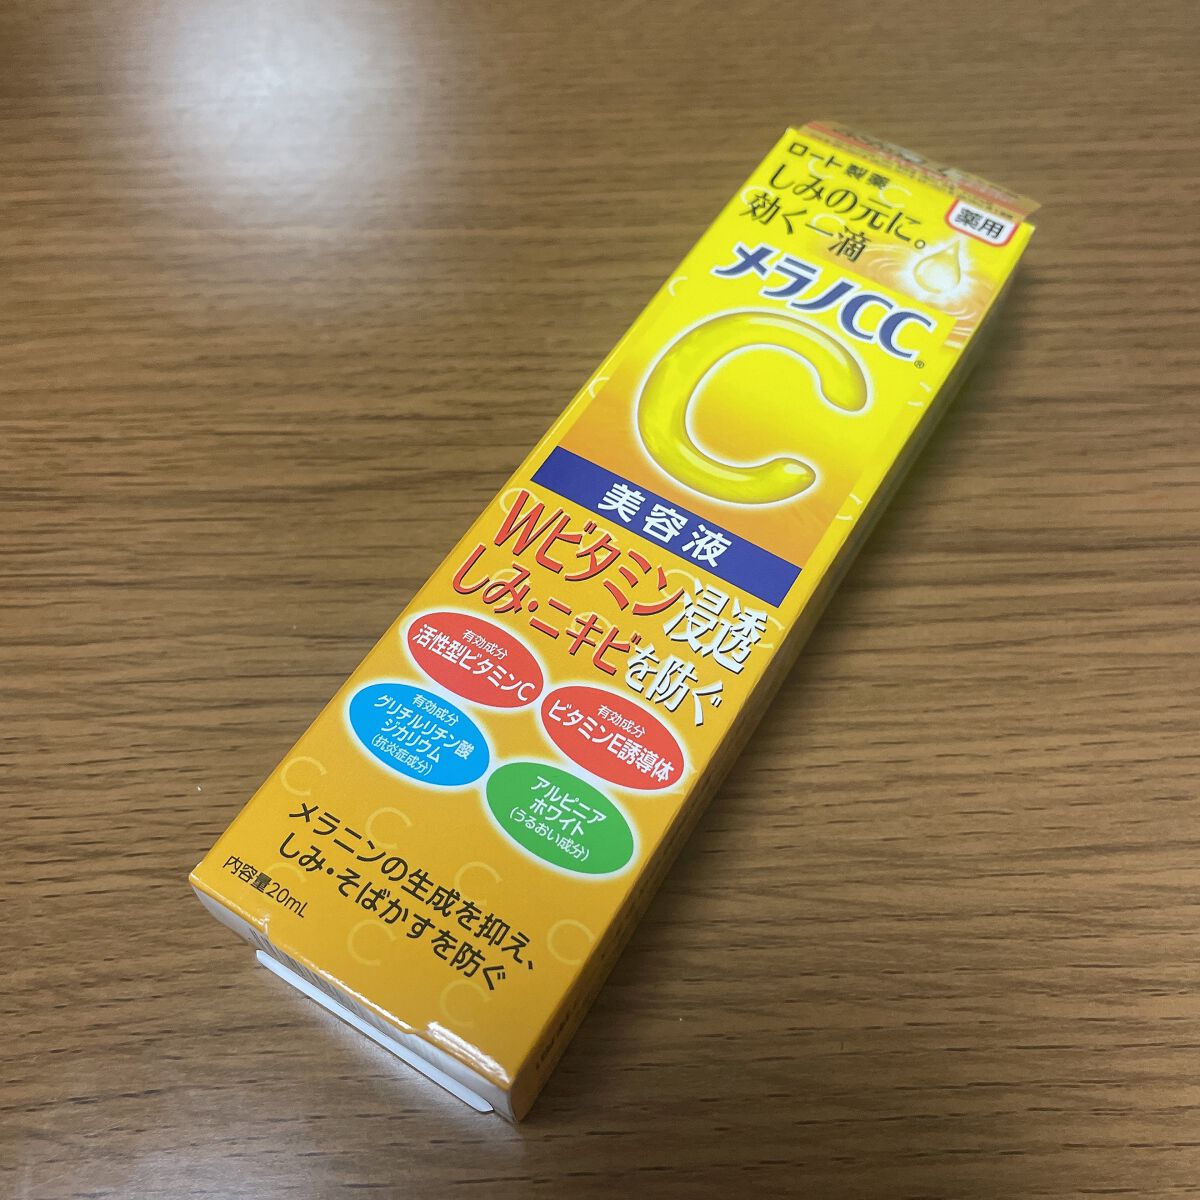 ロート製薬
しみの元に。
効く一滴
薬用
メラノCC®
C
美容液
Wビタミン浸透
しみ・ニキビを防ぐ
有効成分
活性型ビタミンC
有効成分
ビタミンE誘導体
有効成分
グリチルリチン酸
ジカリウム
(抗炎症成分)
アルピニア
ホワイト
(うるおい成分)
メラニンの生成を抑え、
しみ・そばかすを防ぐ
内容量20mL